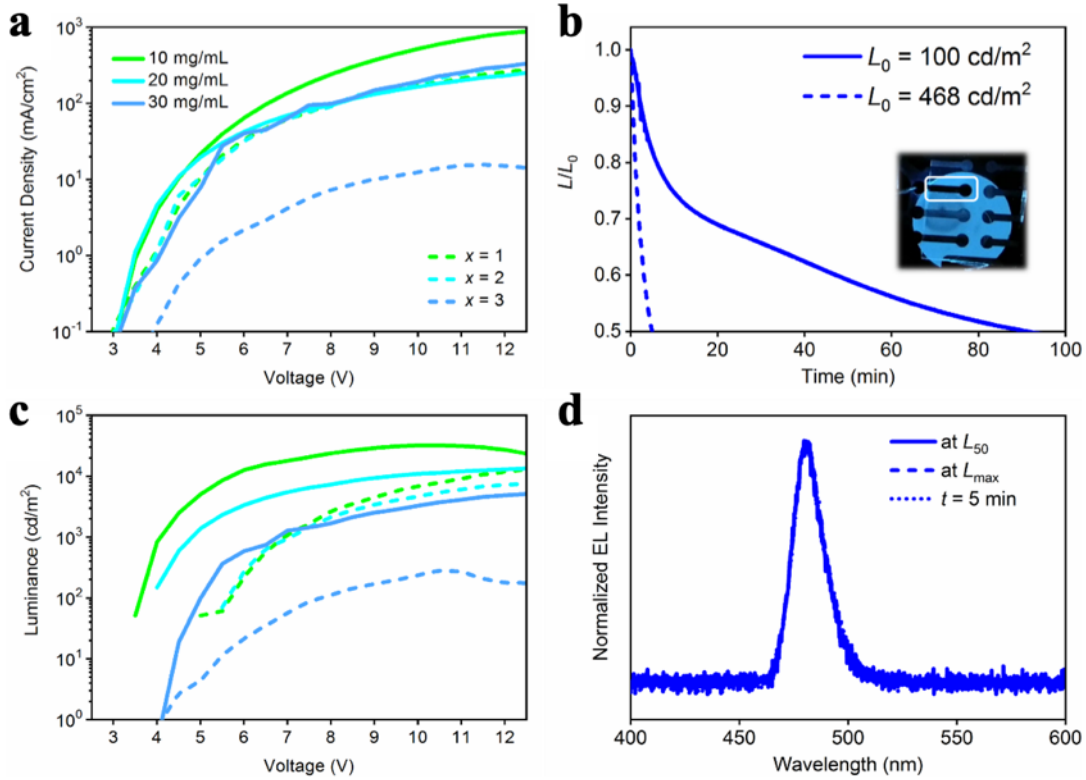 a
10³
10²
10¹
10⁰
10⁻¹
Current Density (mA/cm²)
10 mg/mL
20 mg/mL
30 mg/mL
x = 1
x = 2
x = 3
3 4 5 6 7 8 9 10 11 12
Voltage (V)
b
1.0
0.9
0.8
0.7
0.6
0.5
L/L₀
L₀ = 100 cd/m²
L₀ = 468 cd/m²
0 20 40 60 80 100
Time (min)
c
10⁵
10⁴
10³
10²
10¹
10⁰
Luminance (cd/m²)
3 4 5 6 7 8 9 10 11 12
Voltage (V)
d
Normalized EL Intensity
at L₅₀
at Lmax
t = 5 min
400 450 500 550 600
Wavelength (nm)